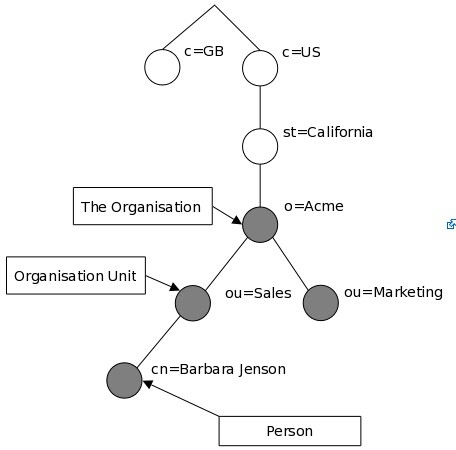 c=GB
c=US
st=California
The Organisation
o=Acme
Organisation Unit
ou=Sales
ou=Marketing
cn=Barbara Jenson
Person